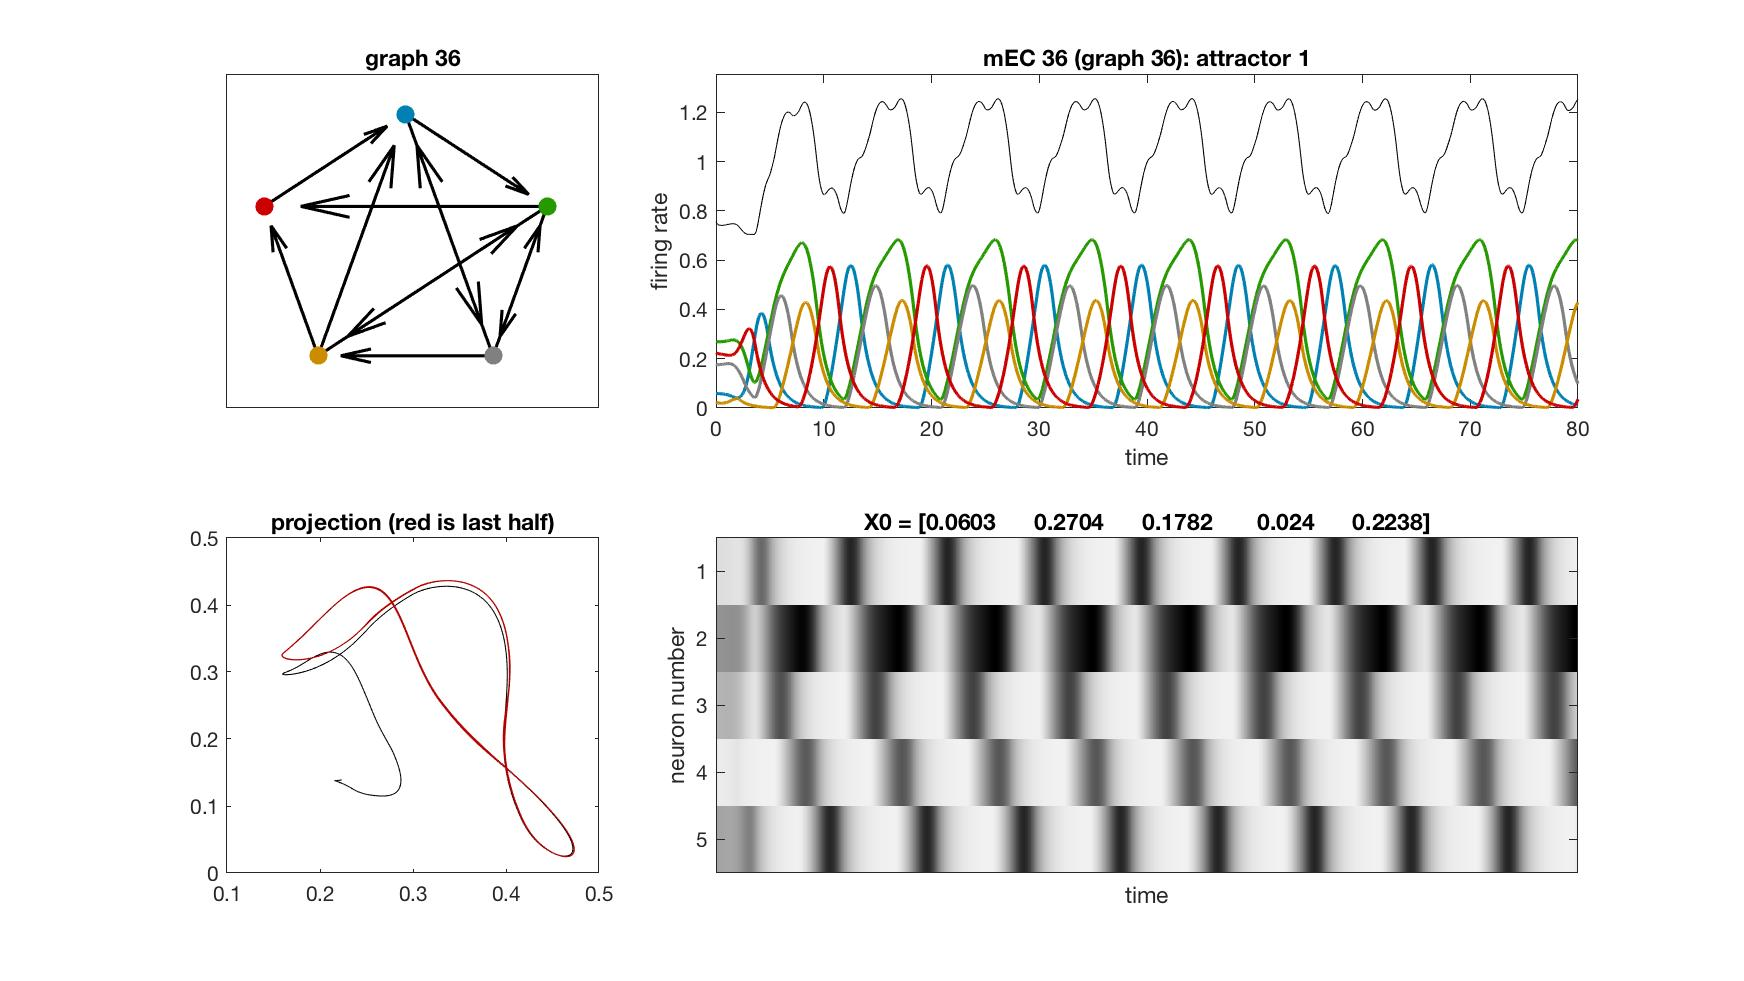 graph 36
mEC 36 (graph 36): attractor 1
firing rate
1.2
1
0.8
0.6
0.4
0.2
0
0 10 20 30 40 50 60 70 80
time
projection (red is last half)
0.5
0.4
0.3
0.2
0.1
0
0.1 0.2 0.3 0.4 0.5
X0 = [0.0603 0.2704 0.1782 0.024 0.2238]
neuron number
1
2
3
4
5
time